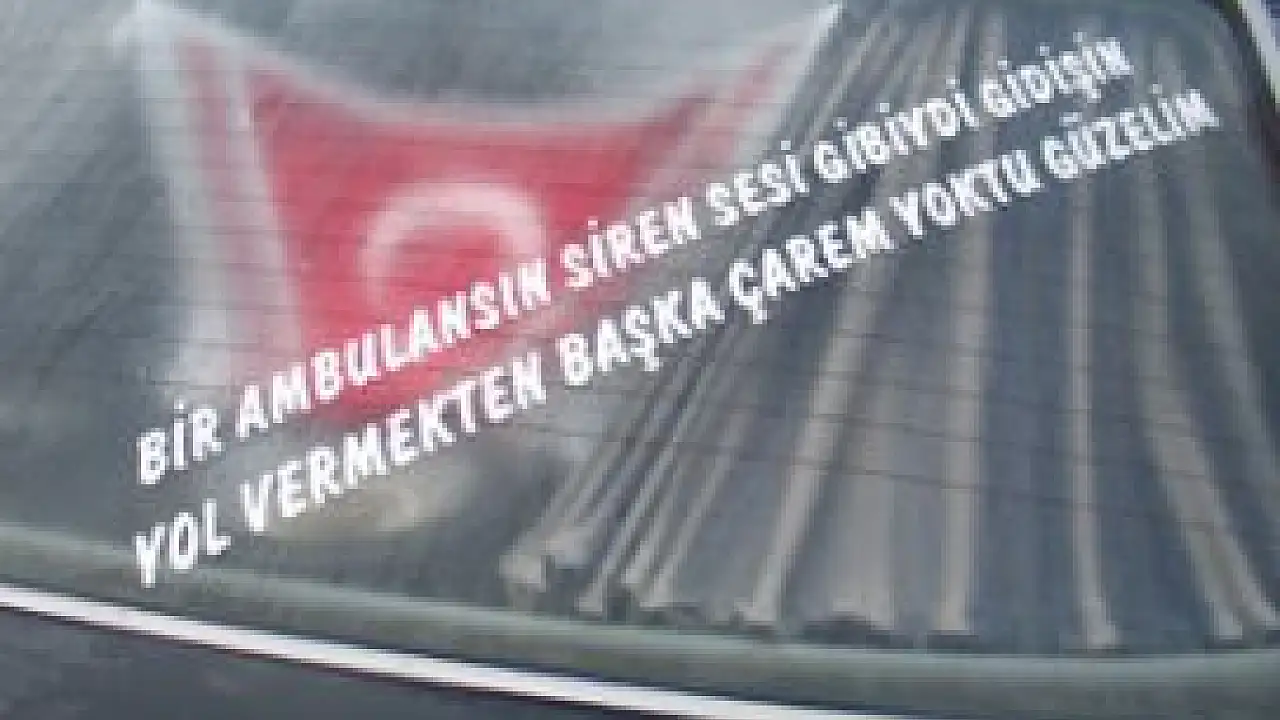 BİR AMBULANSIN SİREN SESİ GİBİYDİ GİDİŞİN
YOL VERMEKTEN BAŞKA ÇAREM YOKTU GÜZELİM